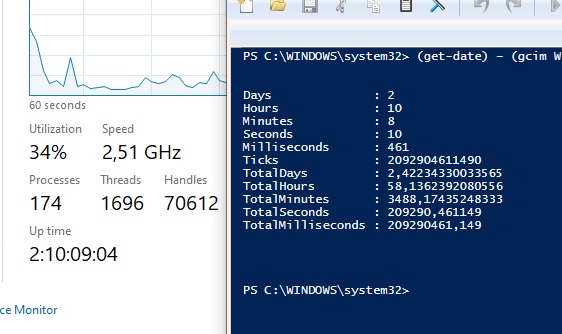 60 seconds
Utilization Speed
34% 2,51 GHz
Processes Threads Handles
174 1696 70612
Up time
2:10:09:04
ce Monitor
PS C:\WINDOWS\system32> (get-date) – (gcim W
Days : 2
Hours : 10
Minutes : 8
Seconds : 10
Milliseconds : 461
Ticks : 2092904611490
TotalDays : 2,42234330033565
TotalHours : 58,1362392080556
TotalMinutes : 3488,17435248333
TotalSeconds : 209290,461149
TotalMilliseconds : 209290461,149
PS C:\WINDOWS\system32>